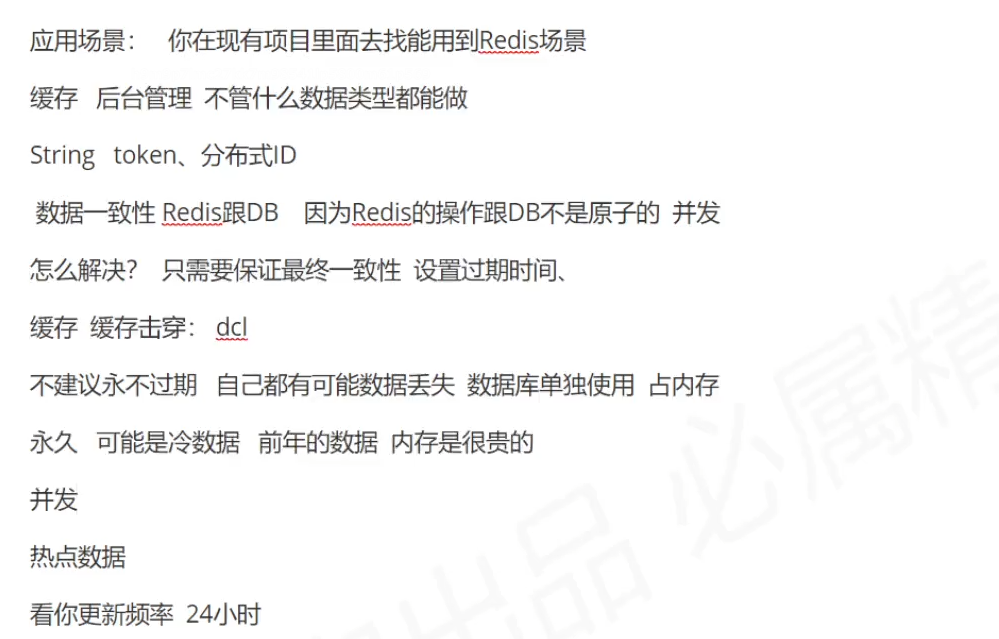 应用场景： 你在现有项目里面去找能用到Redis场景
缓存 后台管理 不管什么数据类型都能做
String token、分布式ID
数据一致性 Redis跟DB 因为Redis的操作跟DB不是原子的 并发
怎么解决？ 只需要保证最终一致性 设置过期时间、
缓存 缓存击穿： dcl
不建议永不过期 自己都有可能数据丢失 数据库单独使用 占内存
永久 可能是冷数据 前年的数据 内存是很贵的
并发
热点数据
看你更新频率 24小时
出品 必属精